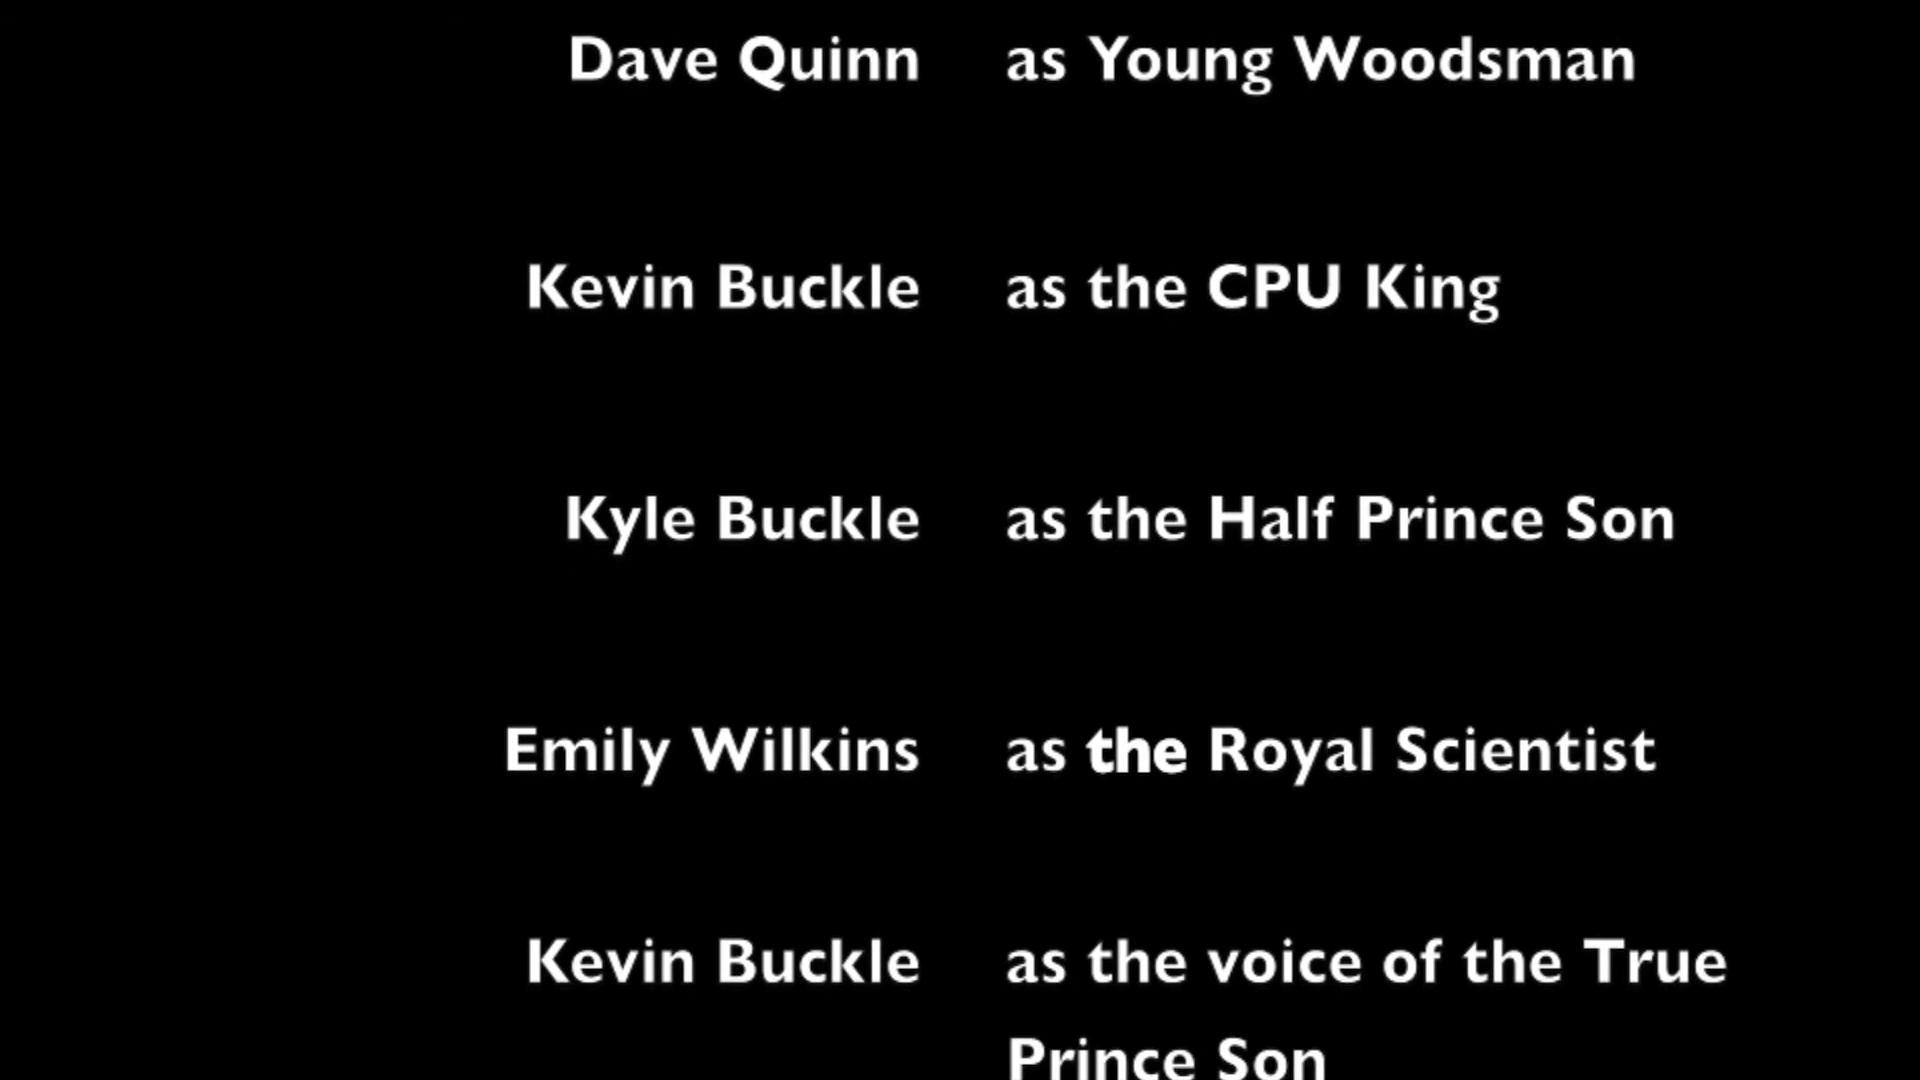 Dave Quinn as Young Woodsman
Kevin Buckle as the CPU King
Kyle Buckle as the Half Prince Son
Emily Wilkins as the Royal Scientist
Kevin Buckle as the voice of the True
Prince Son